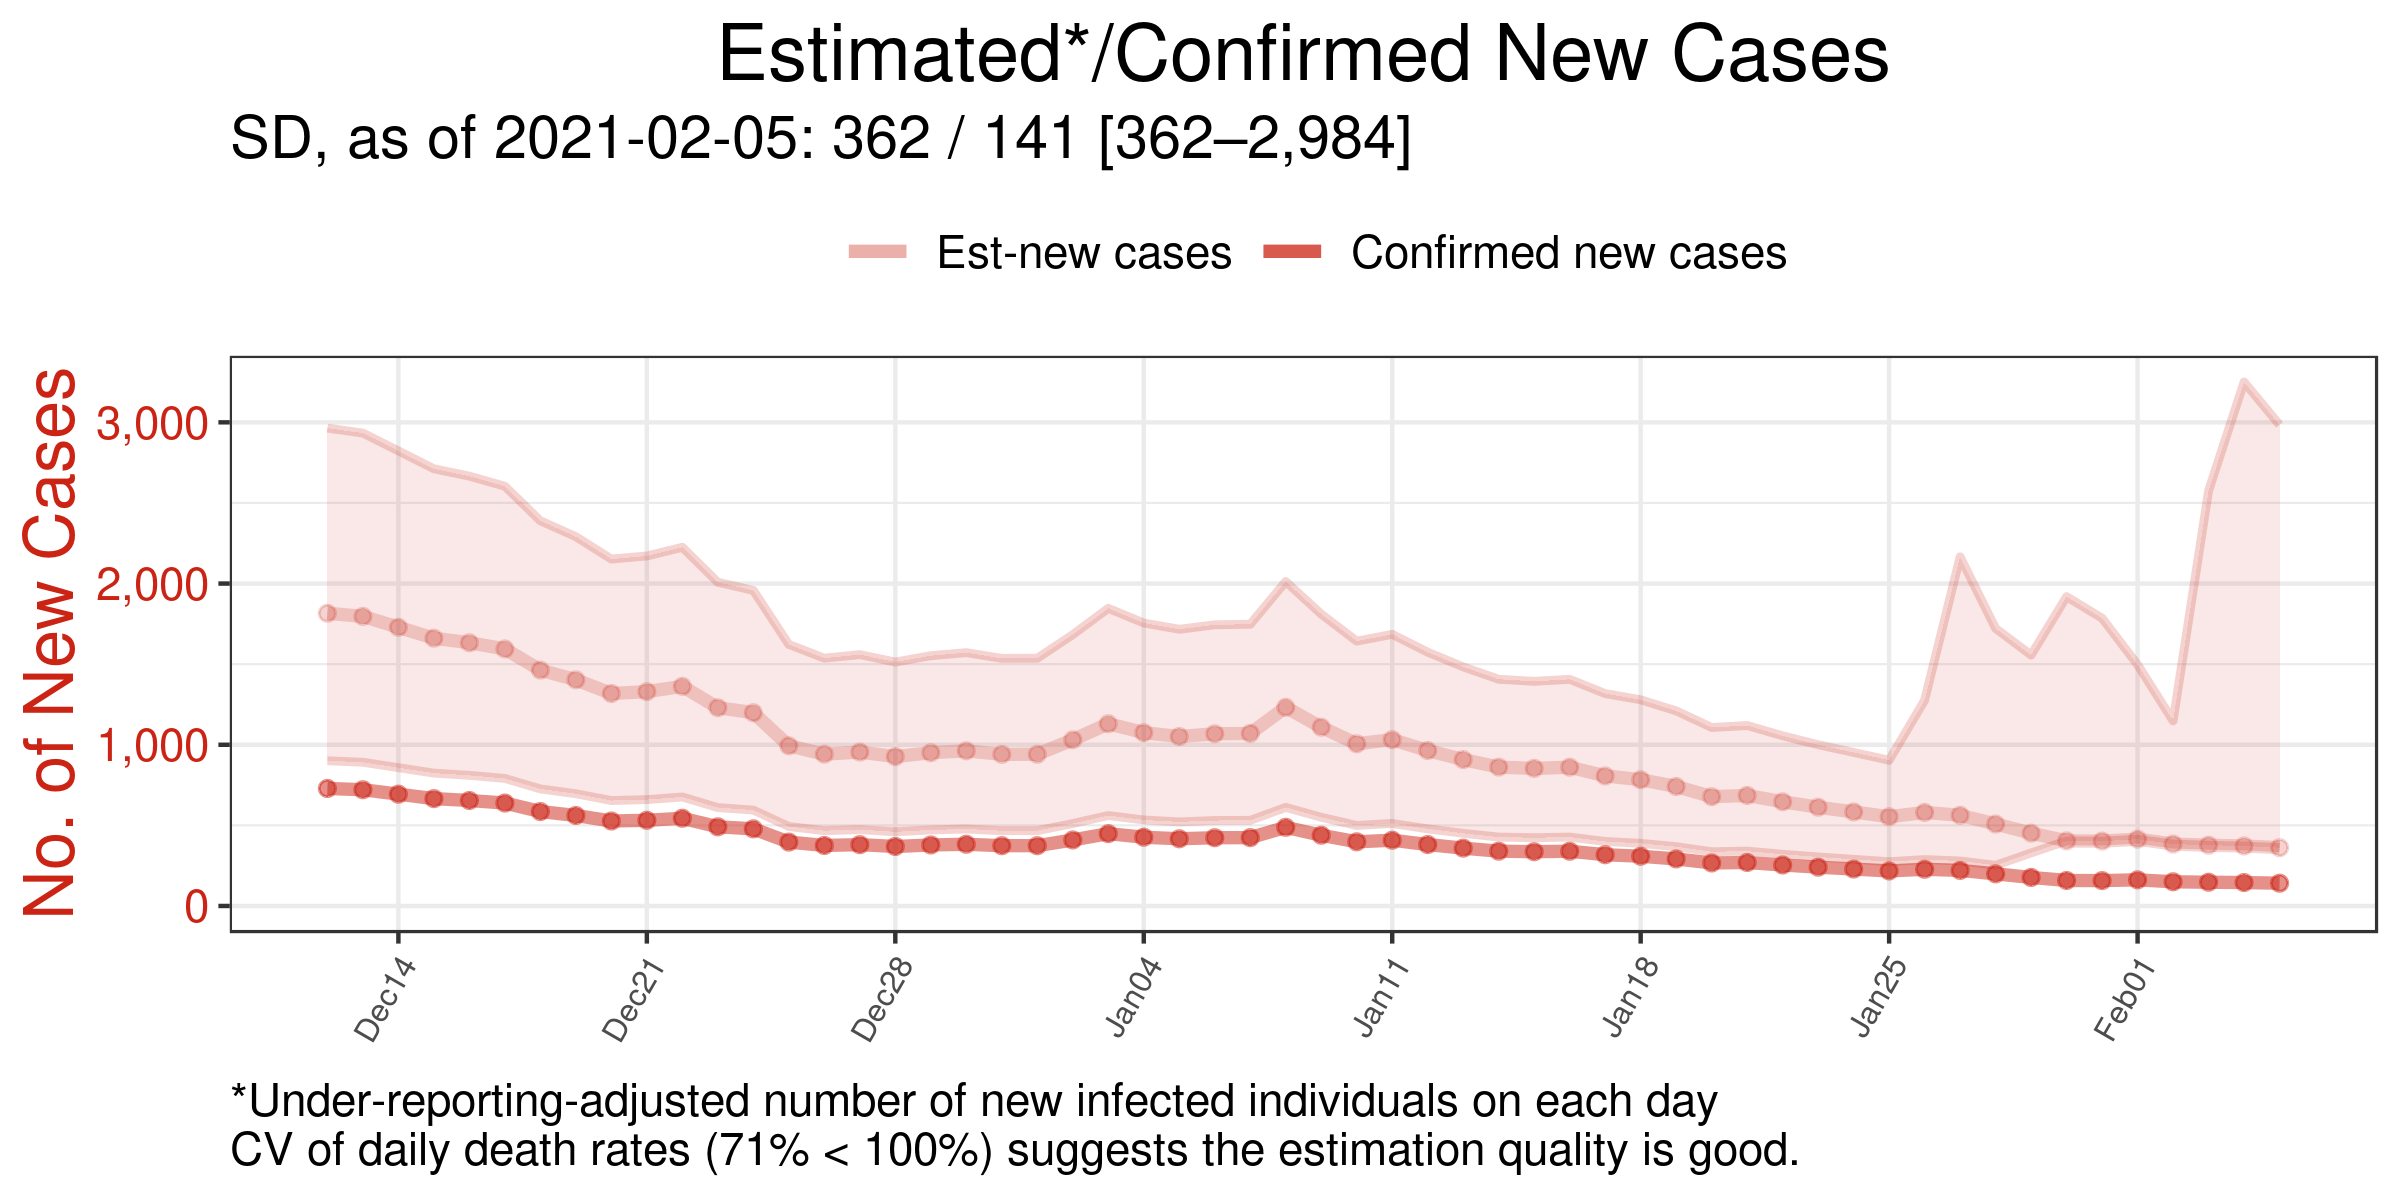 Estimated*/Confirmed New Cases
SD, as of 2021-02-05: 362 / 141 [362–2,984]
Est-new cases
Confirmed new cases
No. of New Cases
3,000
2,000
1,000
0
Dec14
Dec21
Dec28
Jan04
Jan11
Jan18
Jan25
Feb01
*Under-reporting-adjusted number of new infected individuals on each day
CV of daily death rates (71% < 100%) suggests the estimation quality is good.